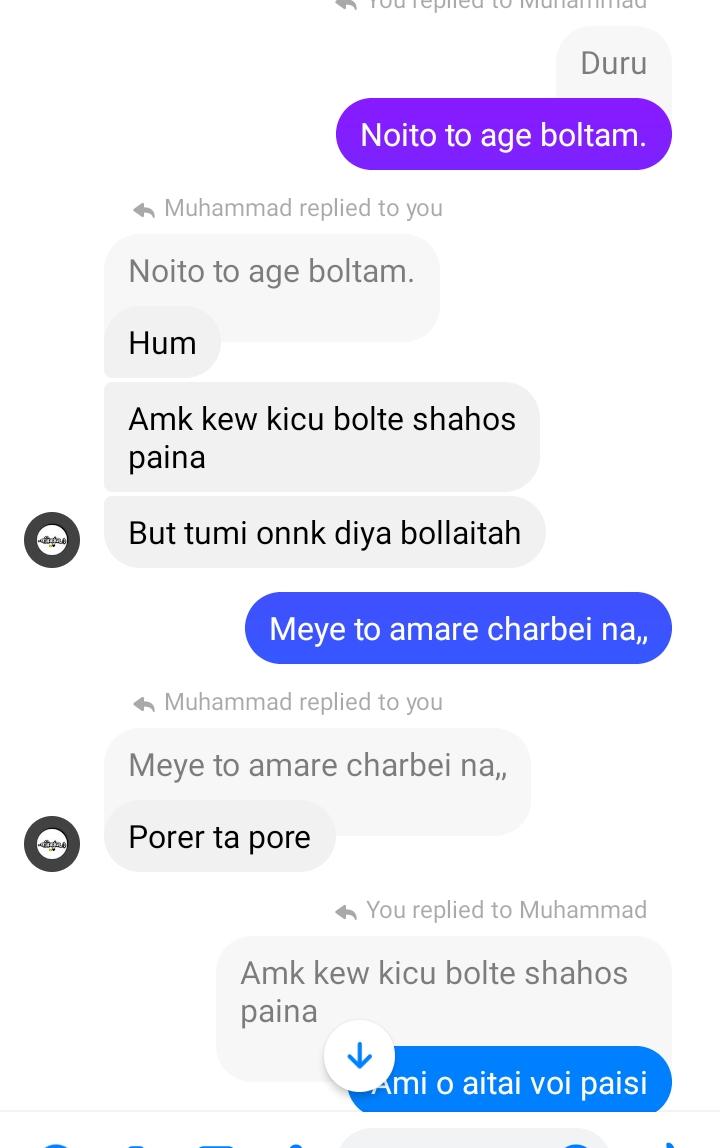 You replied to Muhammad
Duru
Noito to age boltam.
Muhammad replied to you
Noito to age boltam.
Hum
Amk kew kicu bolte shahos
paina
But tumi onnk diya bollaitah
Meye to amare charbei na,,
Muhammad replied to you
Meye to amare charbei na,,
Porer ta pore
You replied to Muhammad
Amk kew kicu bolte shahos
paina
Ami o aitai voi paisi